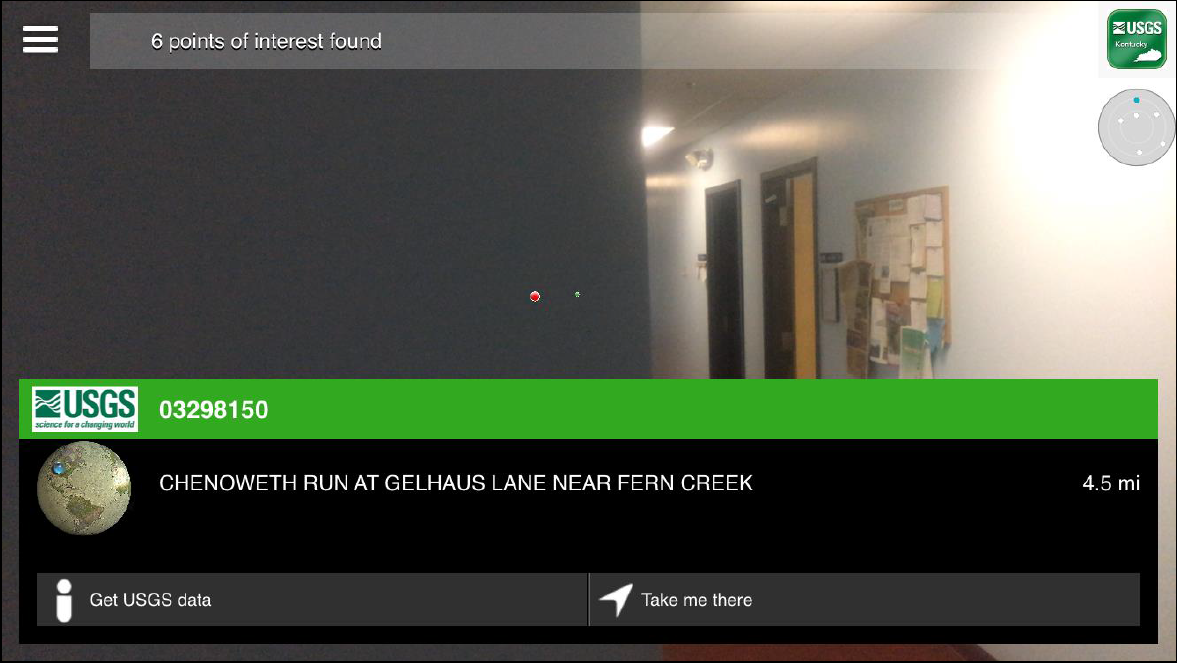 6 points of interest found
USGS
Kentucky
USGS
science for a changing world
03298150
CHENOWETH RUN AT GELHAUS LANE NEAR FERN CREEK
4.5 mi
Get USGS data
Take me there